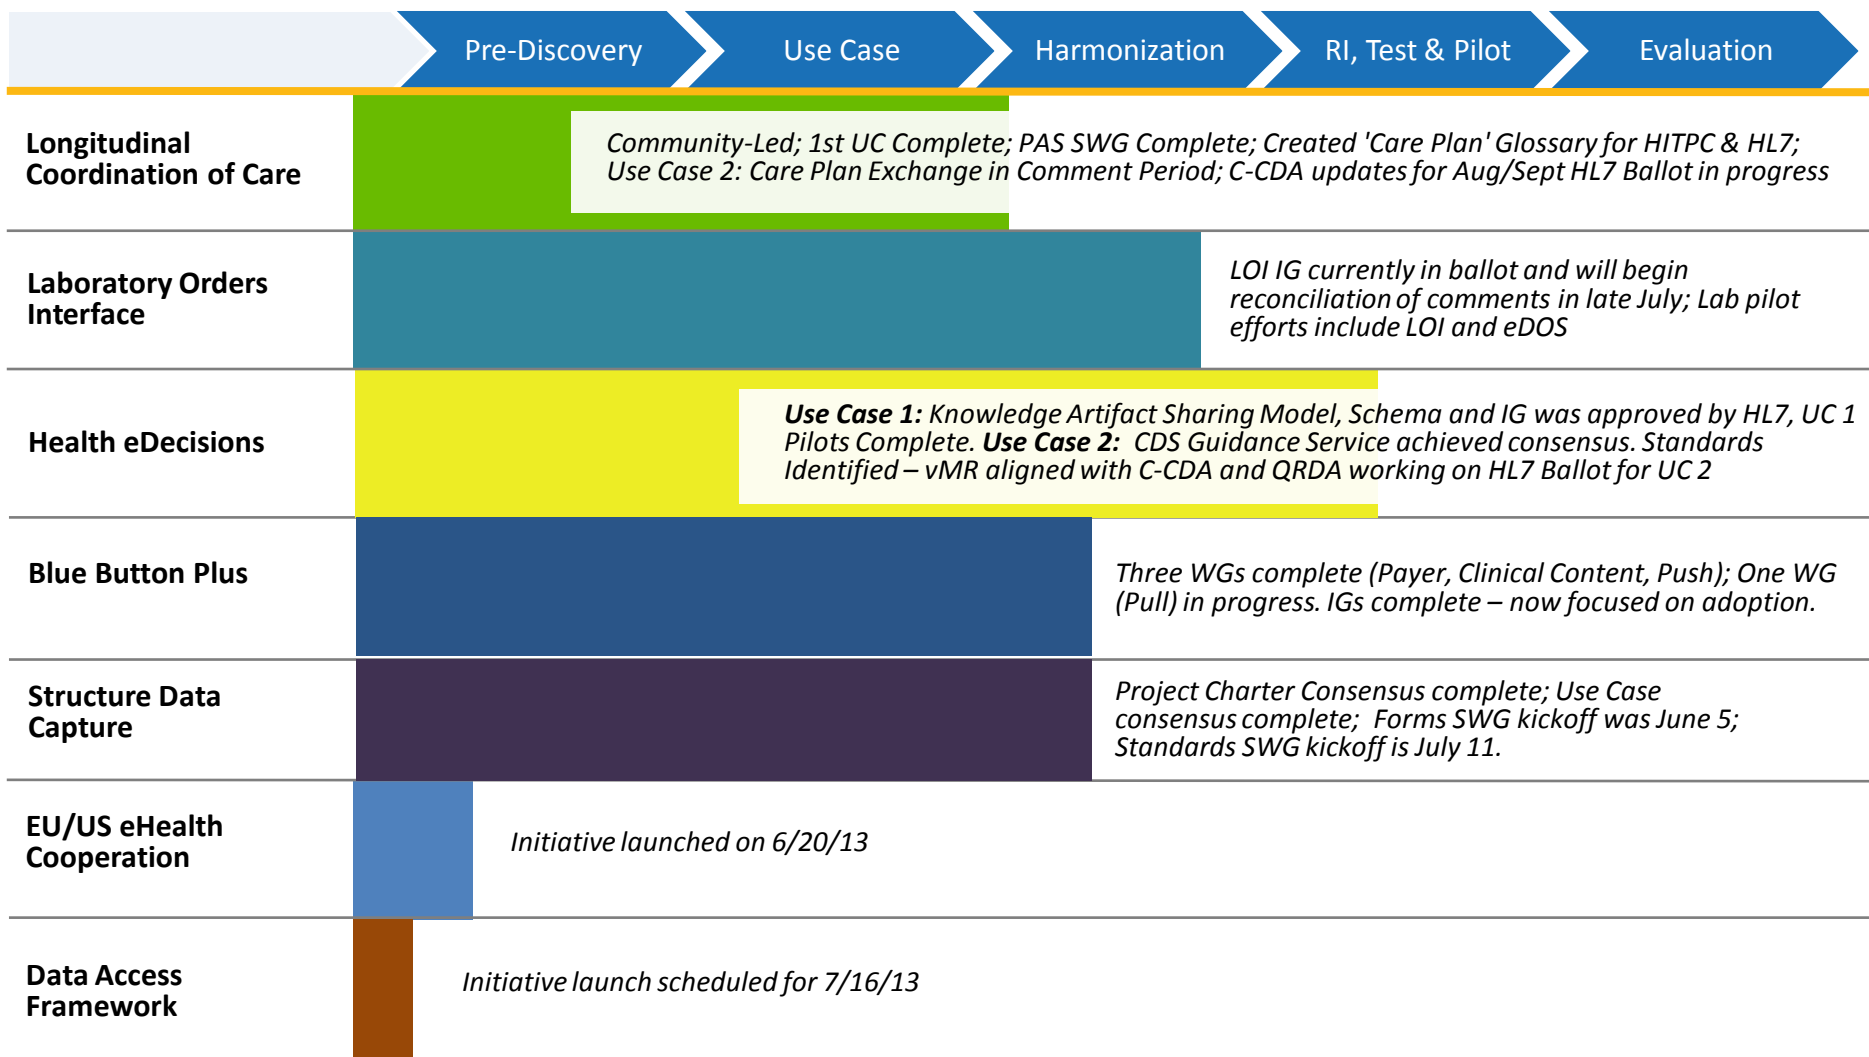 Pre-Discovery
Use Case
Harmonization
RI, Test & Pilot
Evaluation
Longitudinal
Coordination of Care
Community-Led; 1st UC Complete; PAS SWG Complete; Created 'Care Plan' Glossary for HITPC & HL7;
Use Case 2: Care Plan Exchange in Comment Period; C-CDA updates for Aug/Sept HL7 Ballot in progress
Laboratory Orders
Interface
LOI IG currently in ballot and will begin
reconciliation of comments in late July; Lab pilot
efforts include LOI and eDOS
Health eDecisions
Use Case 1: Knowledge Artifact Sharing Model, Schema and IG was approved by HL7, UC 1
Pilots Complete. Use Case 2: CDS Guidance Service achieved consensus. Standards
Identified – vMR aligned with C-CDA and QRDA working on HL7 Ballot for UC 2
Blue Button Plus
Three WGs complete (Payer, Clinical Content, Push); One WG
(Pull) in progress. IGs complete – now focused on adoption.
Structure Data
Capture
Project Charter Consensus complete; Use Case
consensus complete; Forms SWG kickoff was June 5;
Standards SWG kickoff is July 11.
EU/US eHealth
Cooperation
Initiative launched on 6/20/13
Data Access
Framework
Initiative launch scheduled for 7/16/13